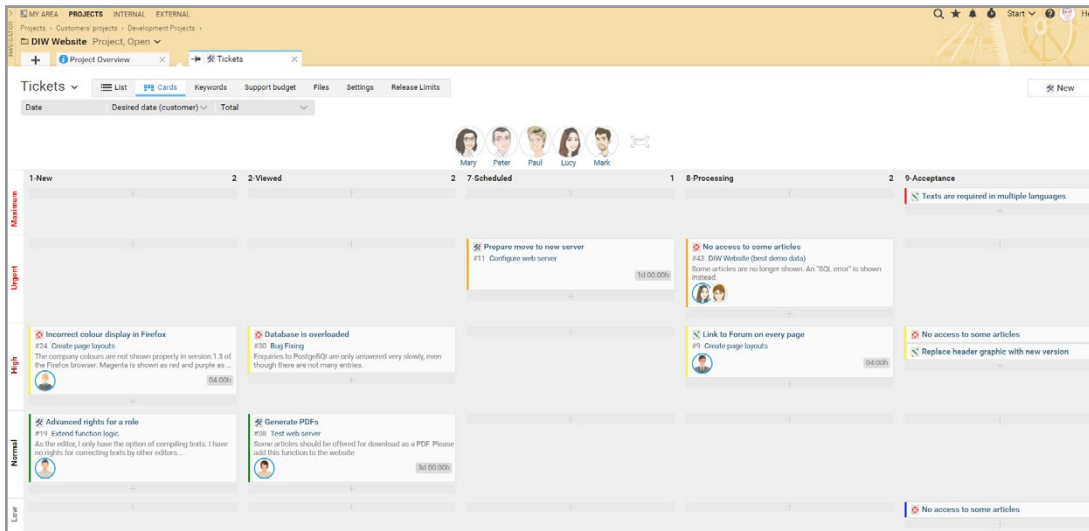 MY AREA PROJECTS INTERNAL EXTERNAL
Start
NAVIGATOR
Projects › Customers' projects › Development Projects ›
DIW Website Project, Open
+ Project Overview × Tickets ×
Tickets List Cards Keywords Support budget Files Settings Release Limits
New
Date Desired date (customer) Total
Mary Peter Paul Lucy Mark
1-New 2 2-Viewed 2 7-Scheduled 1 8-Processing 2 9-Acceptance
Maximum
Texts are required in multiple languages
Urgent
Prepare move to new server
#11 Configure web server
1d 00:00h
No access to some articles
#43 DIW Website (best demo data)
Some articles are no longer shown. An "SQL error" is shown
instead.
High
Incorrect colour display in Firefox
#24 Create page layouts
The company colours are not shown properly in version 1.3 of
the Firefox browser. Magenta is shown as red and purple as ...
04:00h
Database is overloaded
#30 Bug Fixing
Enquiries to PostgreSQl are only answered very slowly, even
though there are not many entries.
Link to Forum on every page
#9 Create page layouts
04:00h
No access to some articles
Replace header graphic with new version
Normal
Advanced rights for a role
#19 Extend function logic
As the editor, I only have the option of compiling texts. I have
no rights for correcting texts by other editors...
Generate PDFs
#38 Test web server
Some articles should be offered for download as a PDF. Please
add this function to the website
3d 00:00h
Low
No access to some articles